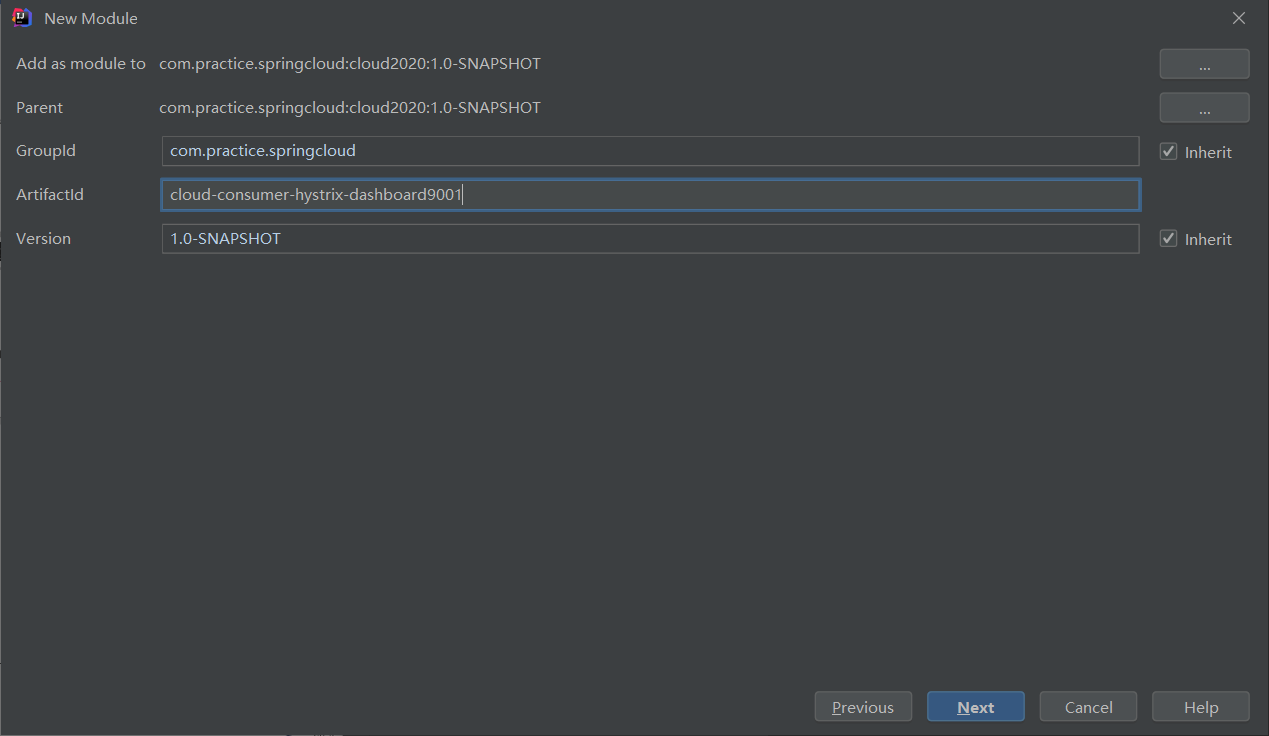 New Module
Add as module to com.practice.springcloud:cloud2020:1.0-SNAPSHOT ...
Parent com.practice.springcloud:cloud2020:1.0-SNAPSHOT ...
GroupId com.practice.springcloud Inherit
ArtifactId cloud-consumer-hystrix-dashboard9001
Version 1.0-SNAPSHOT Inherit
Previous Next Cancel Help